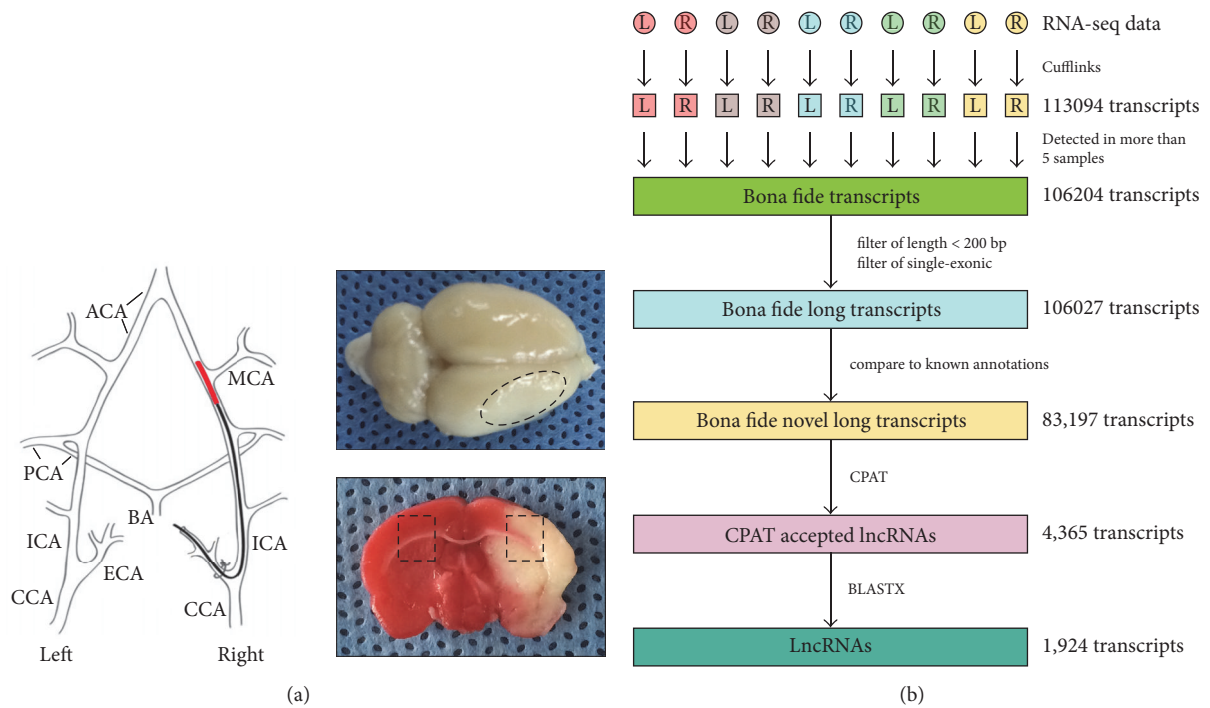 ACA
MCA
PCA
BA
ICA
ICA
ECA
CCA
CCA
Left
Right
(a)
L R L R L R L R L R
RNA-seq data
Cufflinks
L R L R L R L R L R
113094 transcripts
Detected in more than
5 samples
Bona fide transcripts
106204 transcripts
filter of length < 200 bp
filter of single-exonic
Bona fide long transcripts
106027 transcripts
compare to known annotations
Bona fide novel long transcripts
83,197 transcripts
CPAT
CPAT accepted lncRNAs
4,365 transcripts
BLASTX
LncRNAs
1,924 transcripts
(b)